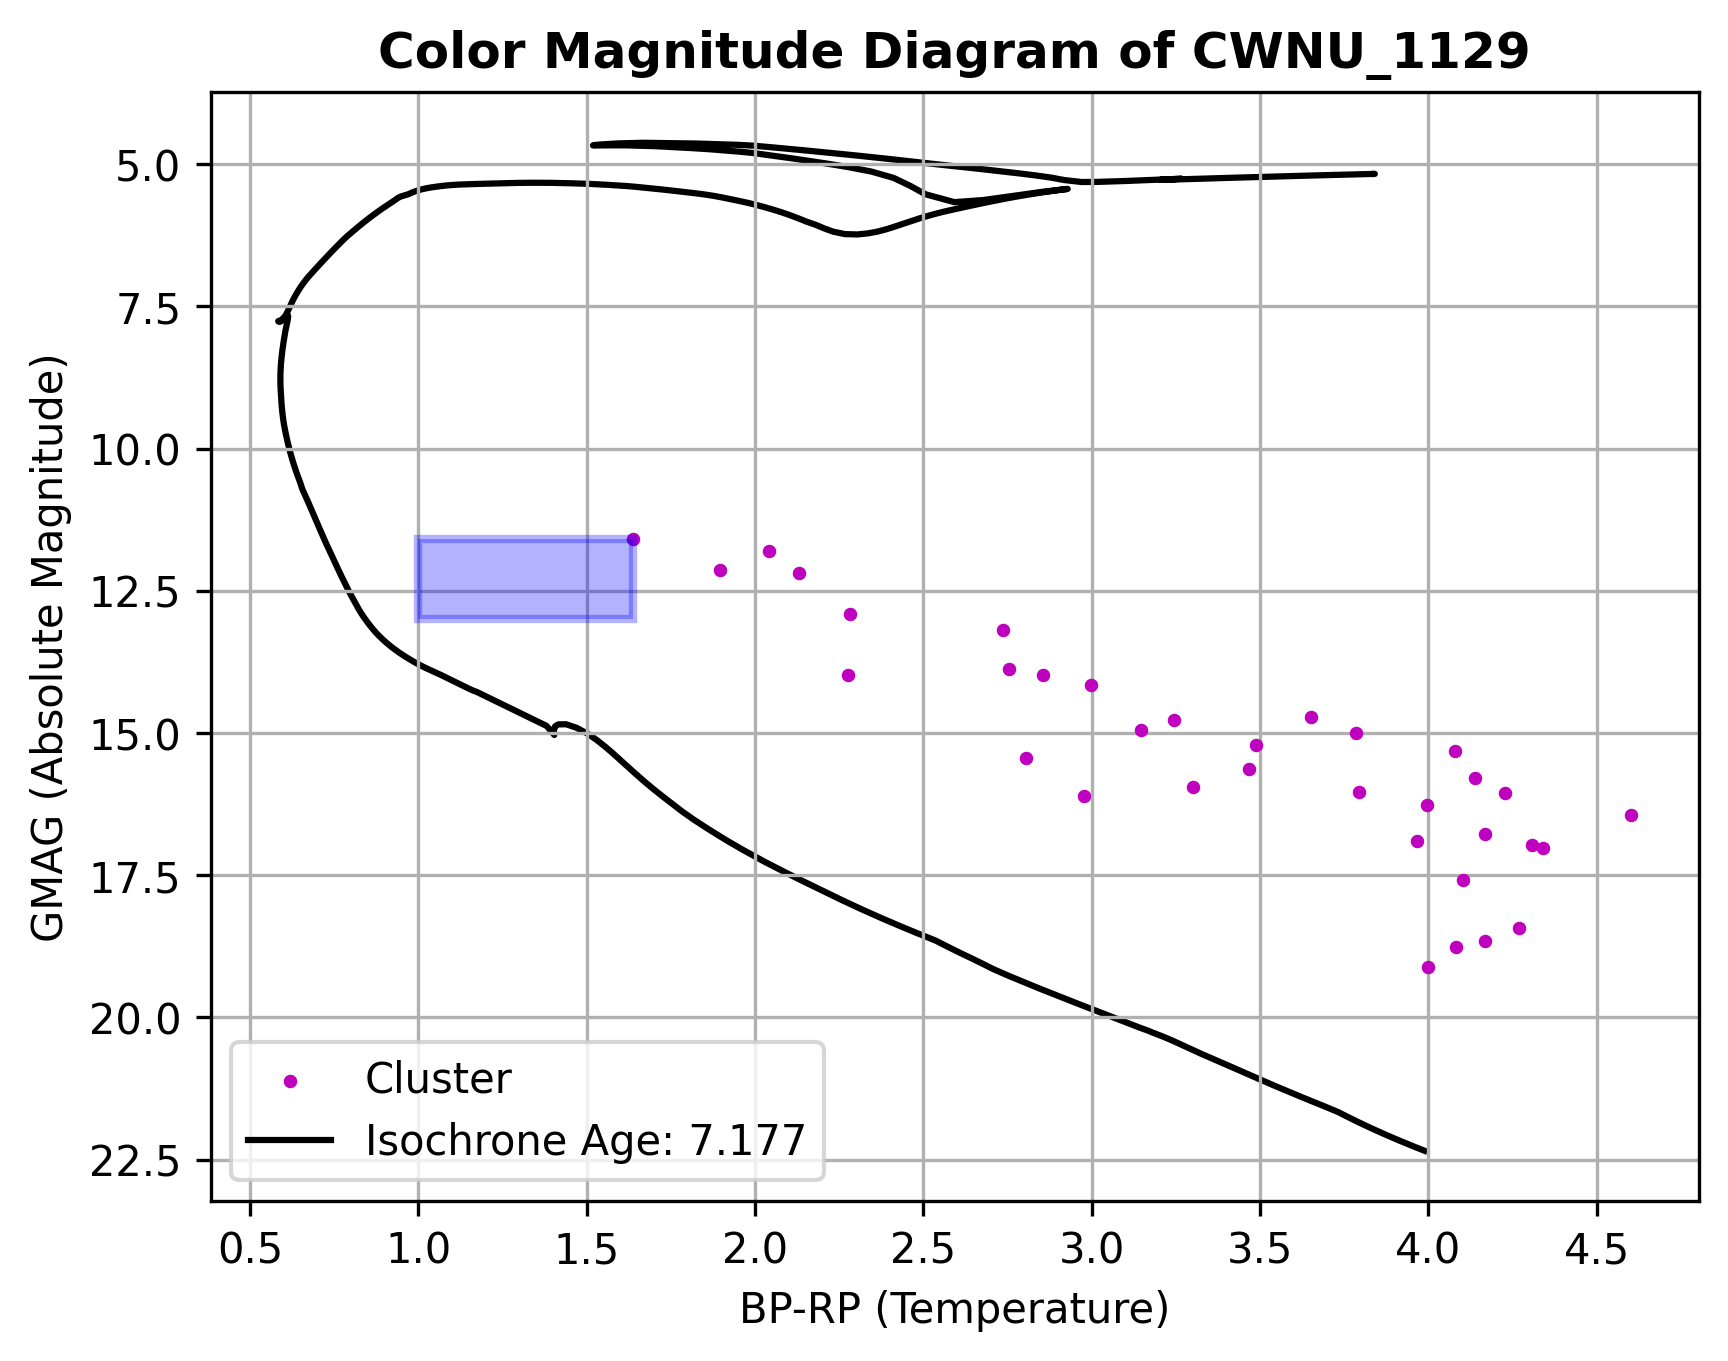 Color Magnitude Diagram of CWNU_1129
GMAG (Absolute Magnitude)
5.0
7.5
10.0
12.5
15.0
17.5
20.0
22.5
Cluster
Isochrone Age: 7.177
0.5 1.0 1.5 2.0 2.5 3.0 3.5 4.0 4.5
BP-RP (Temperature)